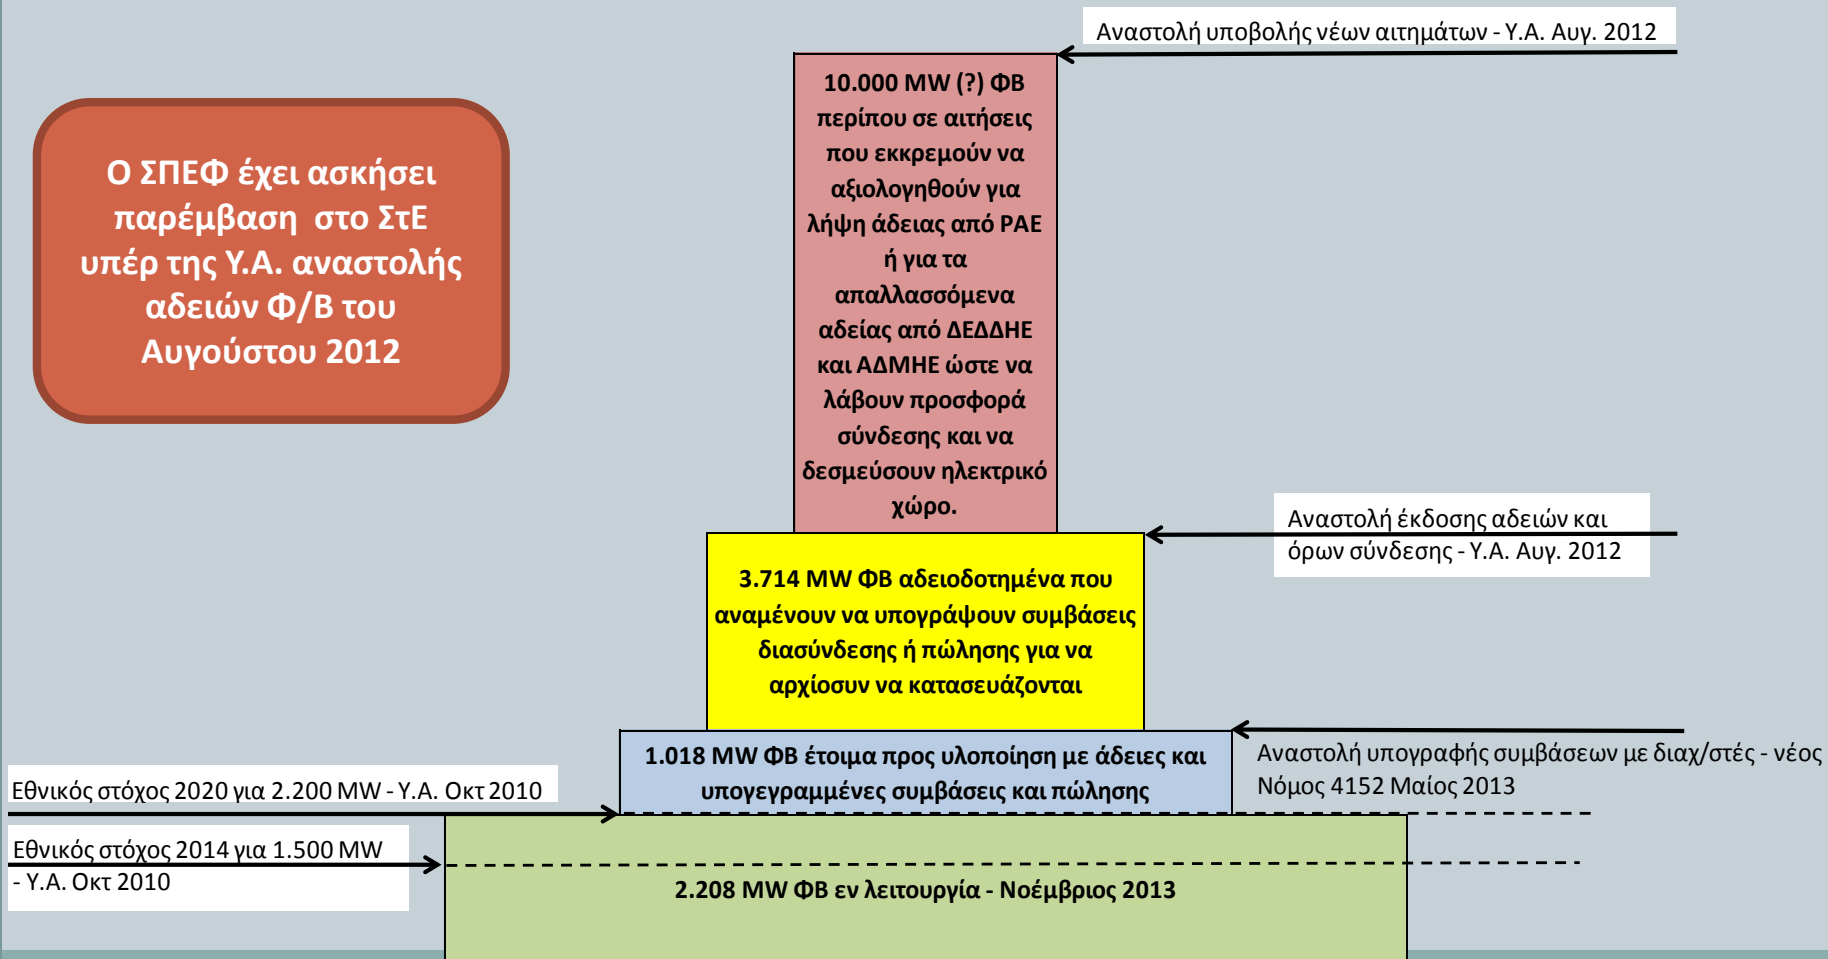 Αναστολή υποβολής νέων αιτημάτων - Υ.Α. Αυγ. 2012
Ο ΣΠΕΦ έχει ασκήσει
παρέμβαση στο ΣτΕ
υπέρ της Υ.Α. αναστολής
αδειών Φ/Β του
Αυγούστου 2012
10.000 MW (?) ΦΒ
περίπου σε αιτήσεις
που εκκρεμούν να
αξιολογηθούν για
λήψη άδειας από ΡΑΕ
ή για τα
απαλλασσόμενα
αδείας από ΔΕΔΔΗΕ
και ΑΔΜΗΕ ώστε να
λάβουν προσφορά
σύνδεσης και να
δεσμεύσουν ηλεκτρικό
χώρο.
Αναστολή έκδοσης αδειών και
όρων σύνδεσης - Υ.Α. Αυγ. 2012
3.714 MW ΦΒ αδειοδοτημένα που
αναμένουν να υπογράψουν συμβάσεις
διασύνδεσης ή πώλησης για να
αρχίοσυν να κατασευάζονται
1.018 MW ΦΒ έτοιμα προς υλοποίηση με άδειες και
υπογεγραμμένες συμβάσεις και πώλησης
Αναστολή υπογραφής συμβάσεων με διαχ/στές - νέος
Νόμος 4152 Μαίος 2013
Εθνικός στόχος 2020 για 2.200 MW - Υ.Α. Οκτ 2010
Εθνικός στόχος 2014 για 1.500 MW
- Υ.Α. Οκτ 2010
2.208 MW ΦΒ εν λειτουργία - Νοέμβριος 2013